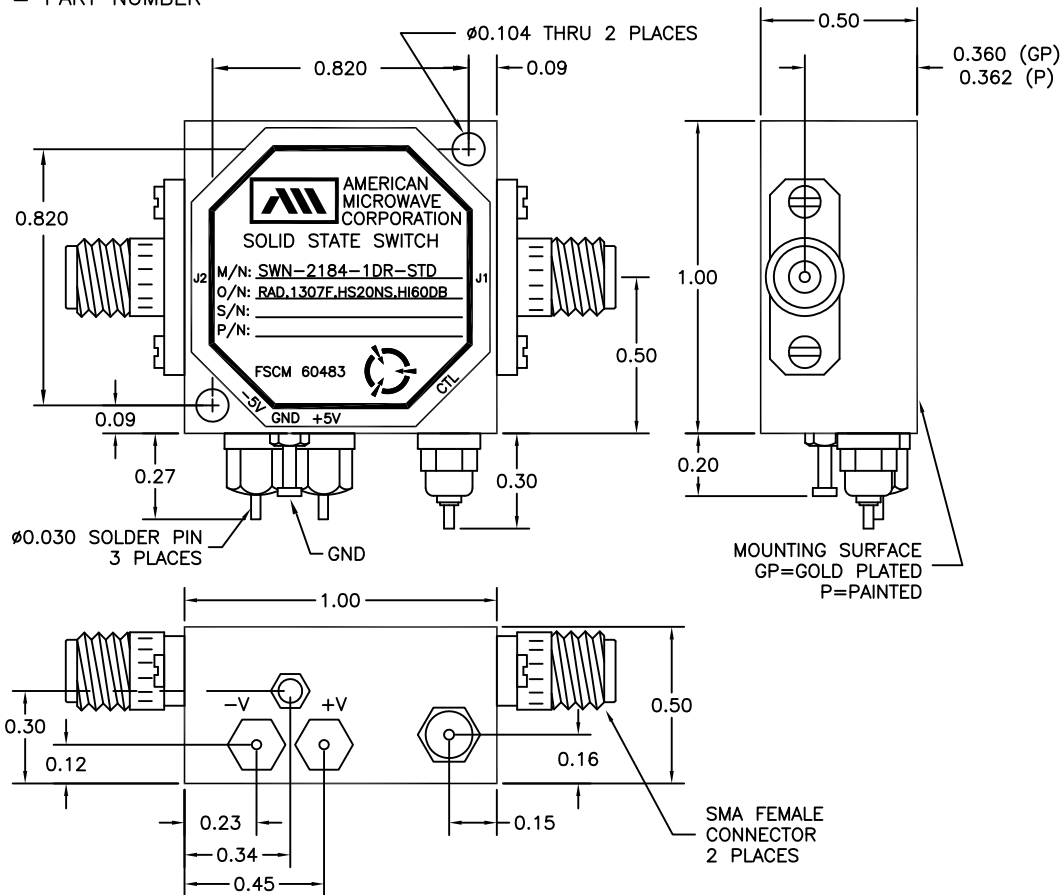 = PART NUMBER
ø0.104 THRU 2 PLACES
0.50
0.820
0.09
0.360 (GP)
0.362 (P)
AMERICAN
MICROWAVE
CORPORATION
SOLID STATE SWITCH
0.820
1.00
J2
M/N: SWN-2184-1DR-STD
J1
O/N: RAD,1307F,HS20NS,HI60DB
S/N:
P/N:
0.50
FSCM 60483
-5V
GND +5V
CTL
0.09
0.27
0.30
0.20
ø0.030 SOLDER PIN
3 PLACES
GND
MOUNTING SURFACE
GP=GOLD PLATED
P=PAINTED
1.00
-V
+V
0.30
0.12
0.50
0.16
0.23
0.15
0.34
0.45
SMA FEMALE
CONNECTOR
2 PLACES